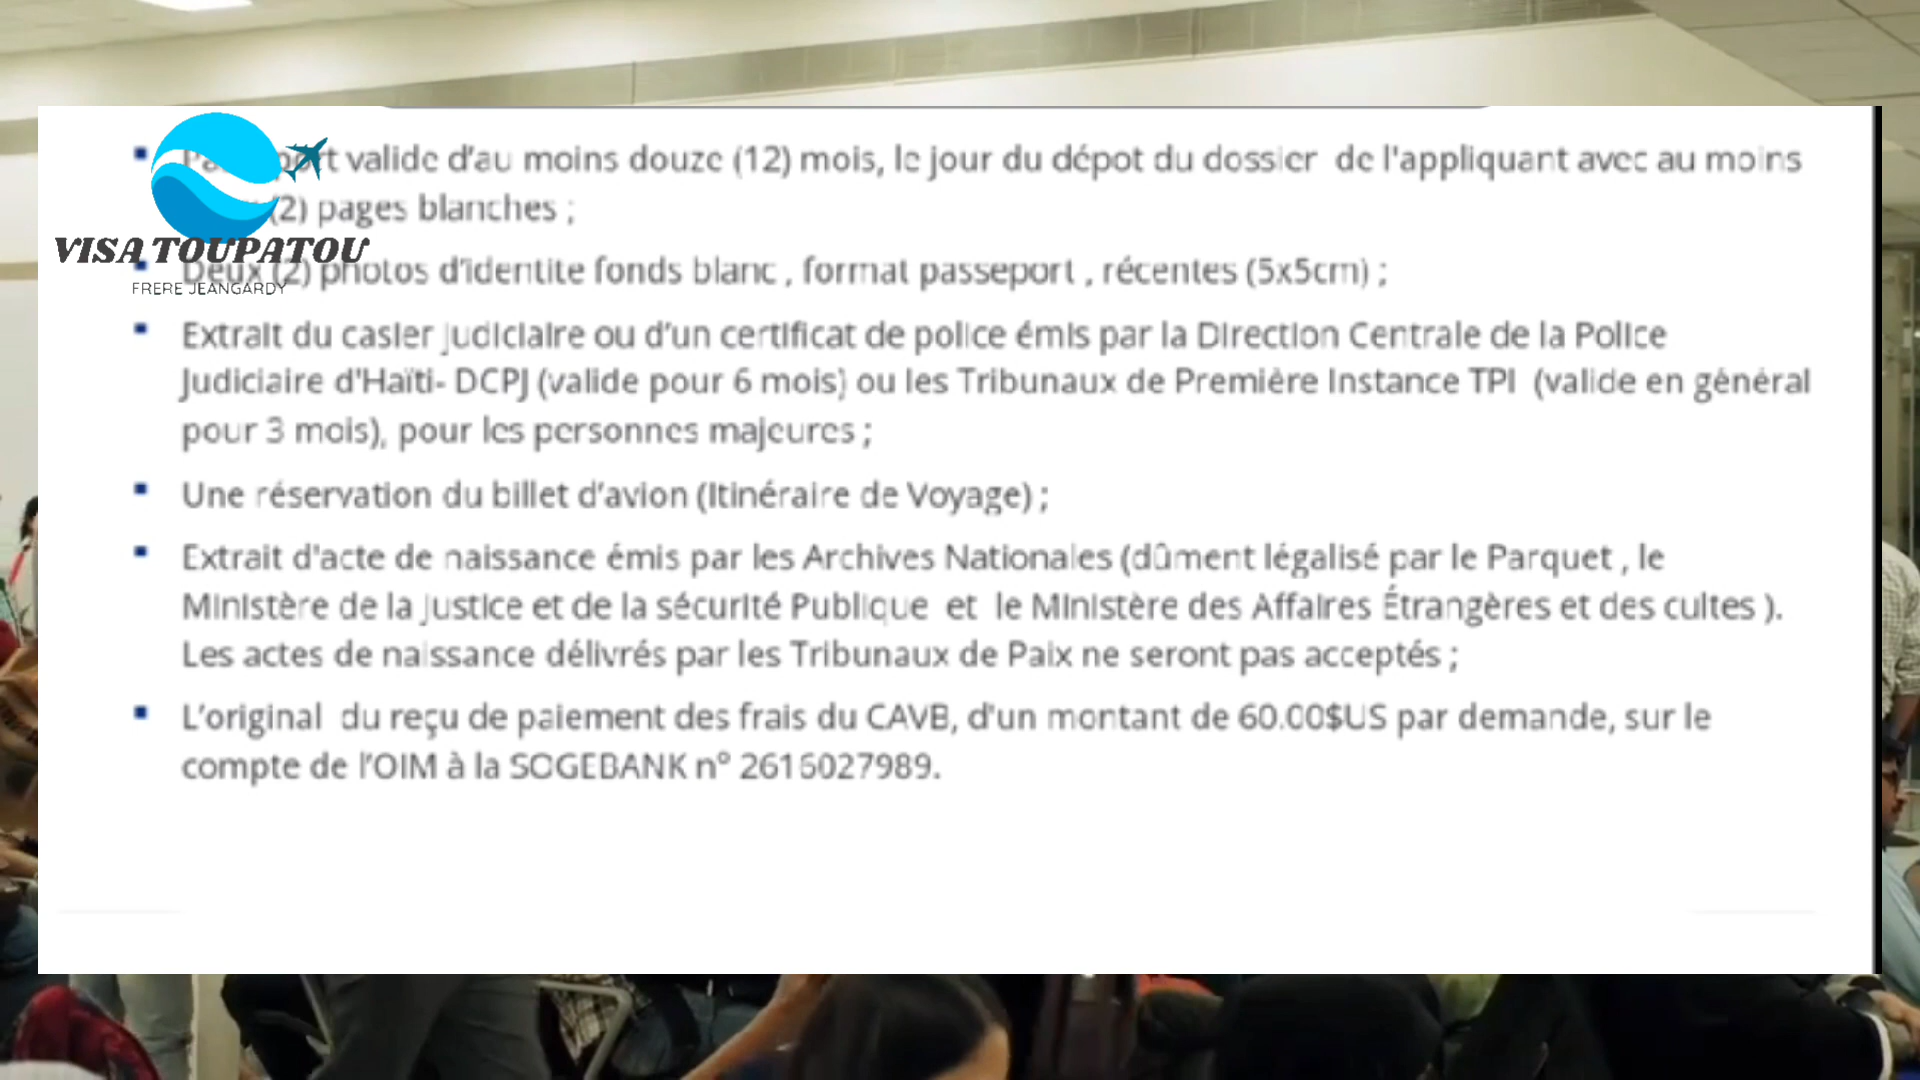 valide d'au moins douze (12) mois, le jour du dépot du dossier de l'appliquant avec au moins
(2) pages blanches ;
VISA TOUPATOU
Deux (2) photos d'identite fonds blanc , format passeport , récentes (5x5cm) ;
FRERE JEANGARDY
Extrait du casier judiciaire ou d'un certificat de police émis par la Direction Centrale de la Police
Judiciaire d'Haïti- DCPJ (valide pour 6 mois) ou les Tribunaux de Première Instance TPI (valide en général
pour 3 mois), pour les personnes majeures ;
Une réservation du billet d'avion (Itinéraire de Voyage) ;
Extrait d'acte de naissance émis par les Archives Nationales (dûment légalisé par le Parquet , le
Ministère de la Justice et de la sécurité Publique et le Ministère des Affaires Étrangères et des cultes ).
Les actes de naissance délivrés par les Tribunaux de Paix ne seront pas acceptés ;
L'original du reçu de paiement des frais du CAVB, d'un montant de 60.00$US par demande, sur le
compte de l'OIM à la SOGEBANK n° 2616027989.